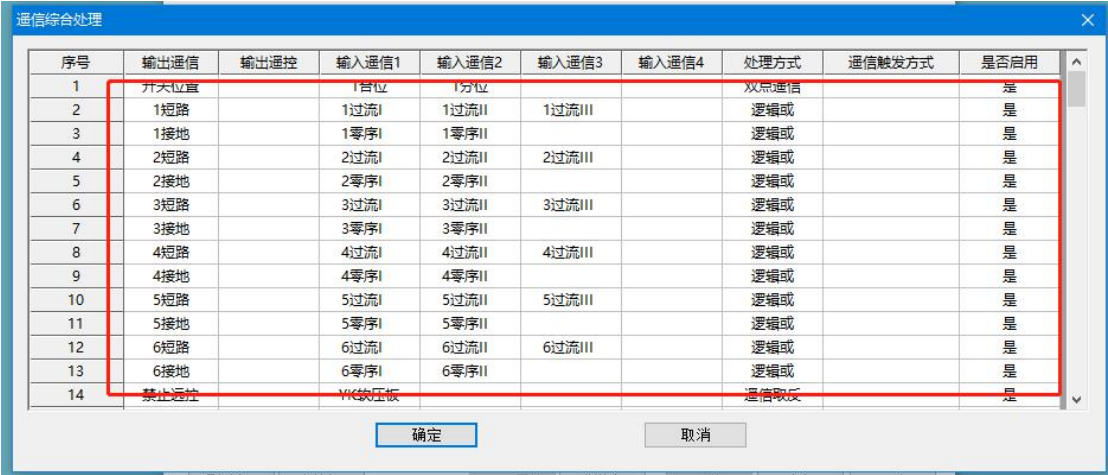 遥信综合处理
序号 输出遥信 输出遥控 输入遥信1 输入遥信2 输入遥信3 输入遥信4 处理方式 遥信触发方式 是否启用
1 开关位置 1合位 1分位 双点遥信 是
2 1短路 1过流I 1过流II 1过流III 逻辑或 是
3 1接地 1零序I 1零序II 逻辑或 是
4 2短路 2过流I 2过流II 2过流III 逻辑或 是
5 2接地 2零序I 2零序II 逻辑或 是
6 3短路 3过流I 3过流II 3过流III 逻辑或 是
7 3接地 3零序I 3零序II 逻辑或 是
8 4短路 4过流I 4过流II 4过流III 逻辑或 是
9 4接地 4零序I 4零序II 逻辑或 是
10 5短路 5过流I 5过流II 5过流III 逻辑或 是
11 5接地 5零序I 5零序II 逻辑或 是
12 6短路 6过流I 6过流II 6过流III 逻辑或 是
13 6接地 6零序I 6零序II 逻辑或 是
14 禁止远控 YK软压板 遥信取反 是
确定 取消